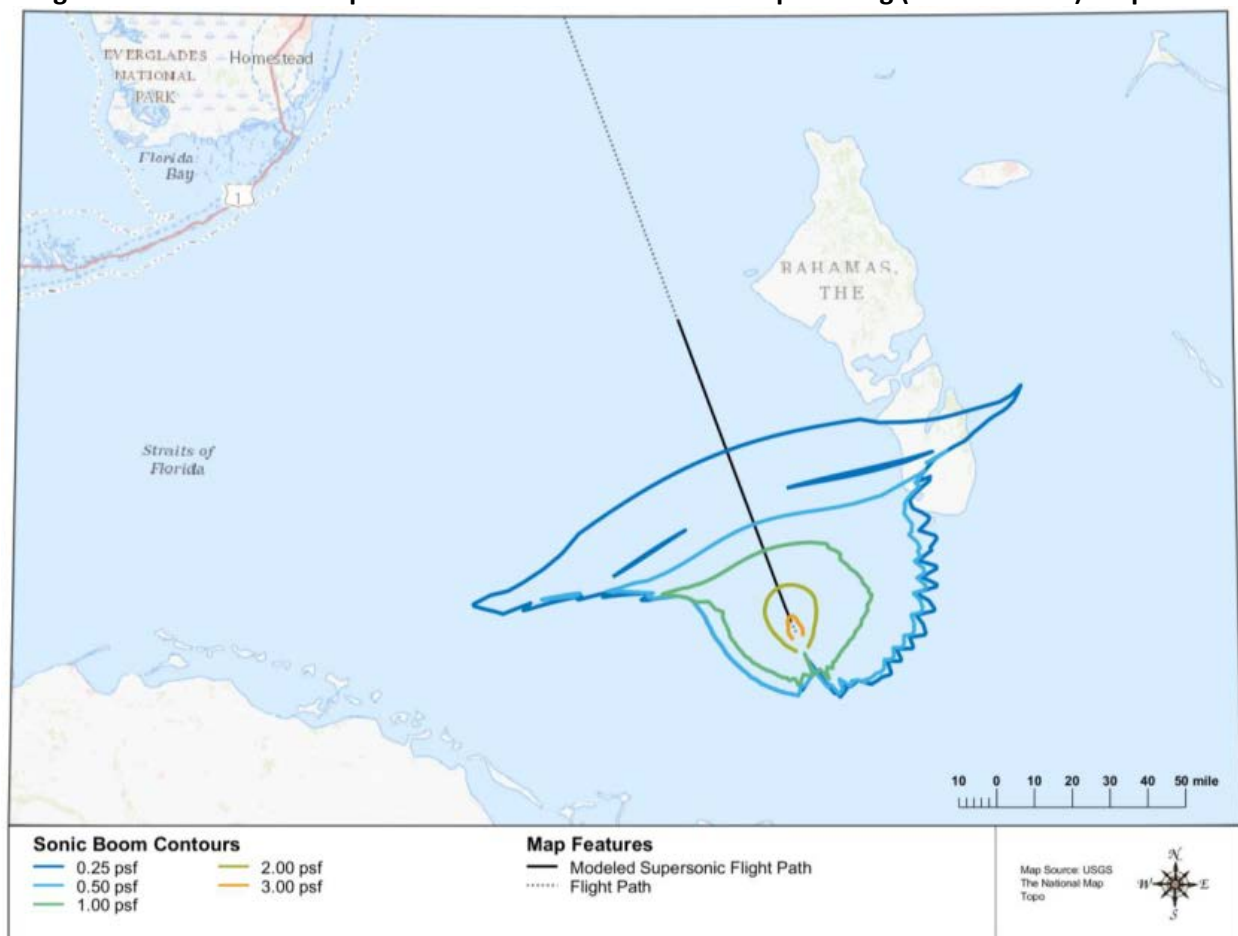 EVERGLADES
NATIONAL
PARK
Homestead
Florida
Bay
1
BAHAMAS,
THE
Straits of
Florida
10 0 10 20 30 40 50 mile
Sonic Boom Contours
0.25 psf
0.50 psf
1.00 psf
2.00 psf
3.00 psf
Map Features
Modeled Supersonic Flight Path
Flight Path
Map Source: USGS
The National Map
Topo
N
W E
S